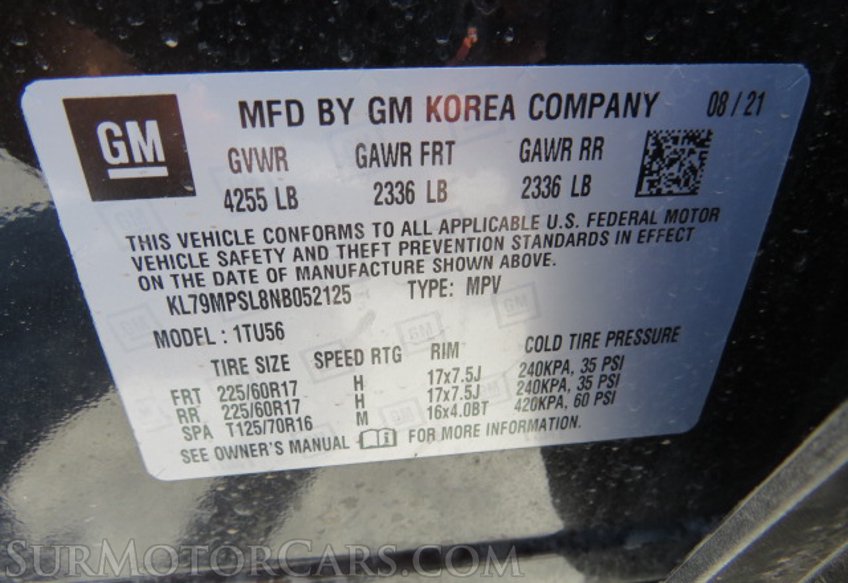 GM
MFD BY GM KOREA COMPANY 08/21
GVWR GAWR FRT GAWR RR
4255 LB 2336 LB 2336 LB
THIS VEHICLE CONFORMS TO ALL APPLICABLE U.S. FEDERAL MOTOR
VEHICLE SAFETY AND THEFT PREVENTION STANDARDS IN EFFECT
ON THE DATE OF MANUFACTURE SHOWN ABOVE.
KL79MPSL8NB052125 TYPE: MPV
MODEL : 1TU56
TIRE SIZE SPEED RTG RIM COLD TIRE PRESSURE
FRT 225/60R17 H 17x7.5J 240KPA, 35 PSI
RR 225/60R17 H 17x7.5J 240KPA, 35 PSI
SPA T125/70R16 M 16x4.0BT 420KPA, 60 PSI
SEE OWNER'S MANUAL FOR MORE INFORMATION.
SurMotorCars.com